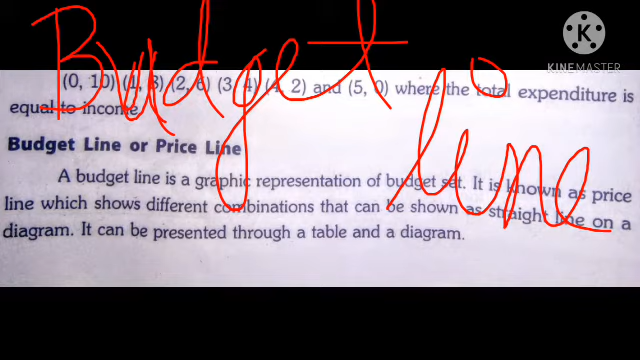 Budget line
KINEMASTER
(0, 10) (1, 8) (2, 6) (3, 4) (4, 2) and (5, 0) where the total expenditure is
equal to income.
Budget Line or Price Line
A budget line is a graphic representation of budget set. It is known as price
line which shows different combinations that can be shown as straight line on a
diagram. It can be presented through a table and a diagram.